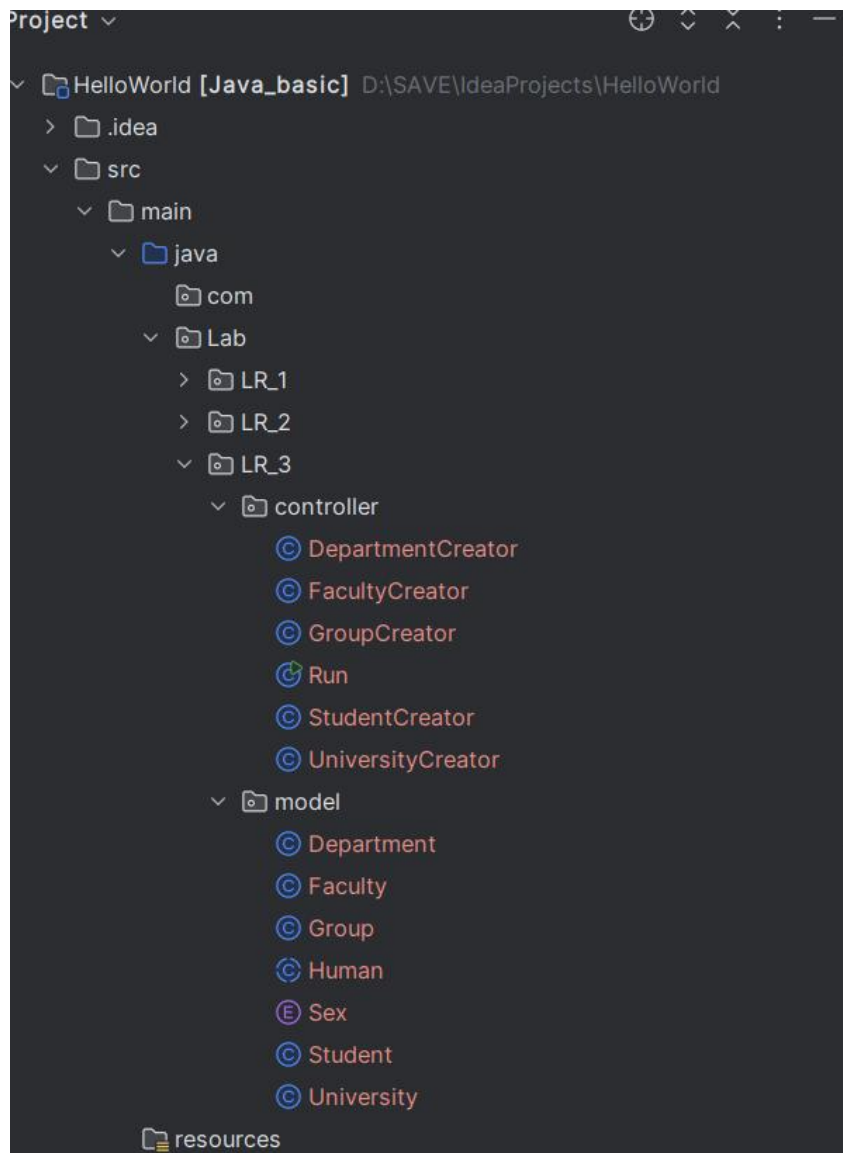 Project
HelloWorld [Java_basic] D:\SAVE\IdeaProjects\HelloWorld
.idea
src
main
java
com
Lab
LR_1
LR_2
LR_3
controller
DepartmentCreator
FacultyCreator
GroupCreator
Run
StudentCreator
UniversityCreator
model
Department
Faculty
Group
Human
Sex
Student
University
resources